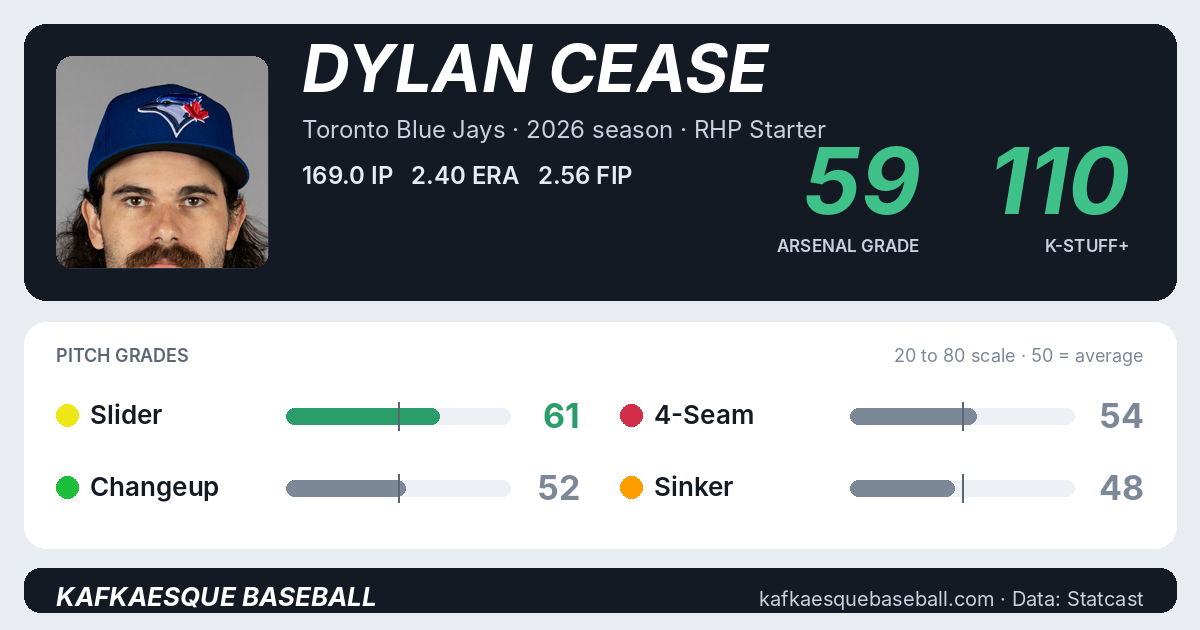 DYLAN CEASE
Toronto Blue Jays · 2026 season · RHP Starter
169.0 IP 2.40 ERA 2.56 FIP
59 110
ARSENAL GRADE K-STUFF+
PITCH GRADES 20 to 80 scale · 50 = average
Slider 61 4-Seam 54
Changeup 52 Sinker 48
KAFKAESQUE BASEBALL kafkaesquebaseball.com · Data: Statcast